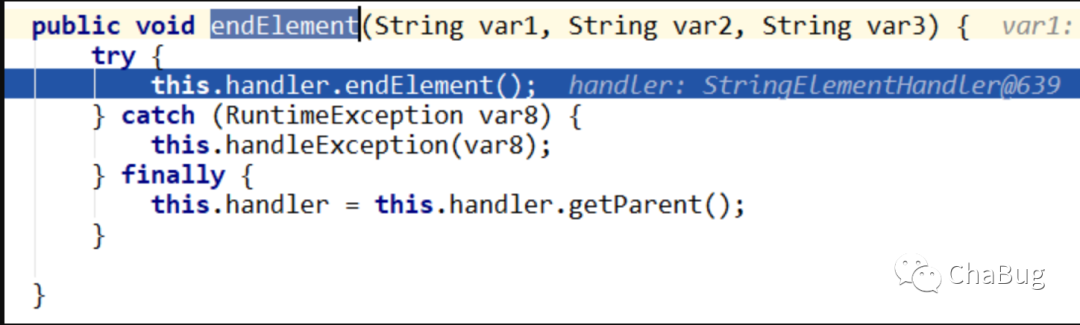 public void endElement(String var1, String var2, String var3) {  var1:
try {
this.handler.endElement();  handler: StringElementHandler@639
} catch (RuntimeException var8) {
this.handleException(var8);
} finally {
this.handler = this.handler.getParent();
}
}
ChaBug